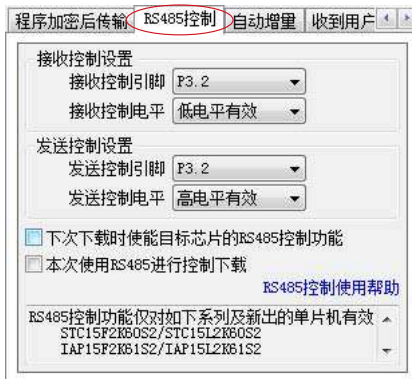 程序加密后传输 RS485控制 自动增量 收到用户
接收控制设置
接收控制引脚 P3.2
接收控制电平 低电平有效
发送控制设置
发送控制引脚 P3.2
发送控制电平 高电平有效
下次下载时使能目标芯片的RS485控制功能
本次使用RS485进行控制下载
RS485控制使用帮助
RS485控制功能仅对如下系列及新出的单片机有效
STC15F2K60S2/STC15L2K60S2
IAP15F2K61S2/IAP15L2K61S2